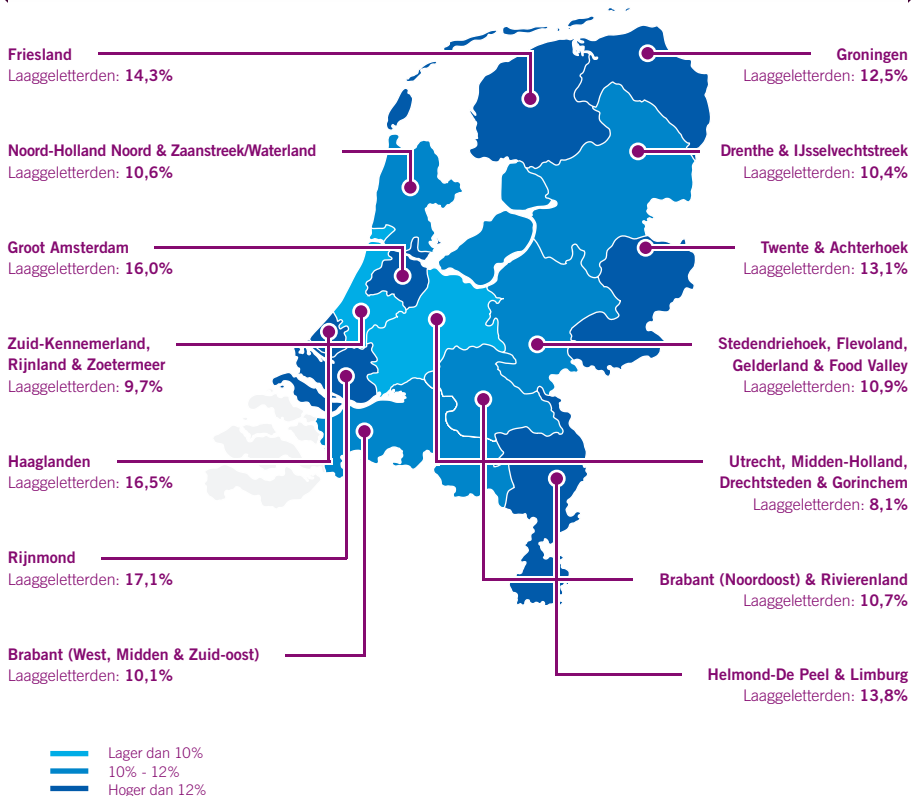 Friesland
Laaggeletterden: 14,3%
Groningen
Laaggeletterden: 12,5%
Noord-Holland Noord & Zaanstreek/Waterland
Laaggeletterden: 10,6%
Drenthe & IJsselvechtstreek
Laaggeletterden: 10,4%
Groot Amsterdam
Laaggeletterden: 16,0%
Twente & Achterhoek
Laaggeletterden: 13,1%
Zuid-Kennemerland,
Rijnland & Zoetermeer
Laaggeletterden: 9,7%
Stedendriehoek, Flevoland,
Gelderland & Food Valley
Laaggeletterden: 10,9%
Haaglanden
Laaggeletterden: 16,5%
Utrecht, Midden-Holland,
Drechtsteden & Gorinchem
Laaggeletterden: 8,1%
Rijnmond
Laaggeletterden: 17,1%
Brabant (Noordoost) & Rivierenland
Laaggeletterden: 10,7%
Brabant (West, Midden & Zuid-oost)
Laaggeletterden: 10,1%
Helmond-De Peel & Limburg
Laaggeletterden: 13,8%
Lager dan 10%
10% - 12%
Hoger dan 12%